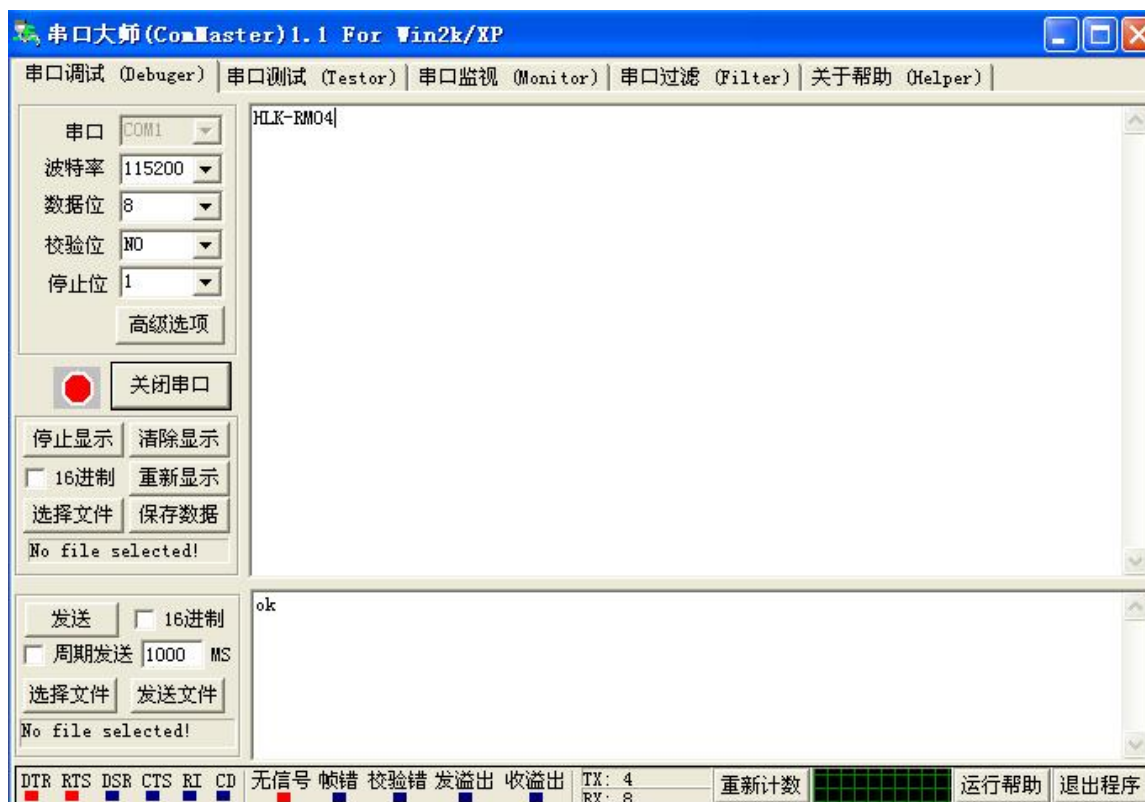 串口大师(ComMaster)1.1 For Win2k/XP
串口调试 (Debuger) 串口测试 (Testor) 串口监视 (Monitor) 串口过滤 (Filter) 关于帮助 (Helper)
串口 COM1
波特率 115200
数据位 8
校验位 NO
停止位 1
高级选项
关闭串口
停止显示 清除显示
16进制 重新显示
选择文件 保存数据
No file selected!
HLK-RM04
发送 16进制
周期发送 1000 MS
选择文件 发送文件
No file selected!
ok
DTR RTS DSR CTS RI CD 无信号 帧错 校验错 发溢出 收溢出 TX: 4 重新计数 运行帮助 退出程序
RX: 8